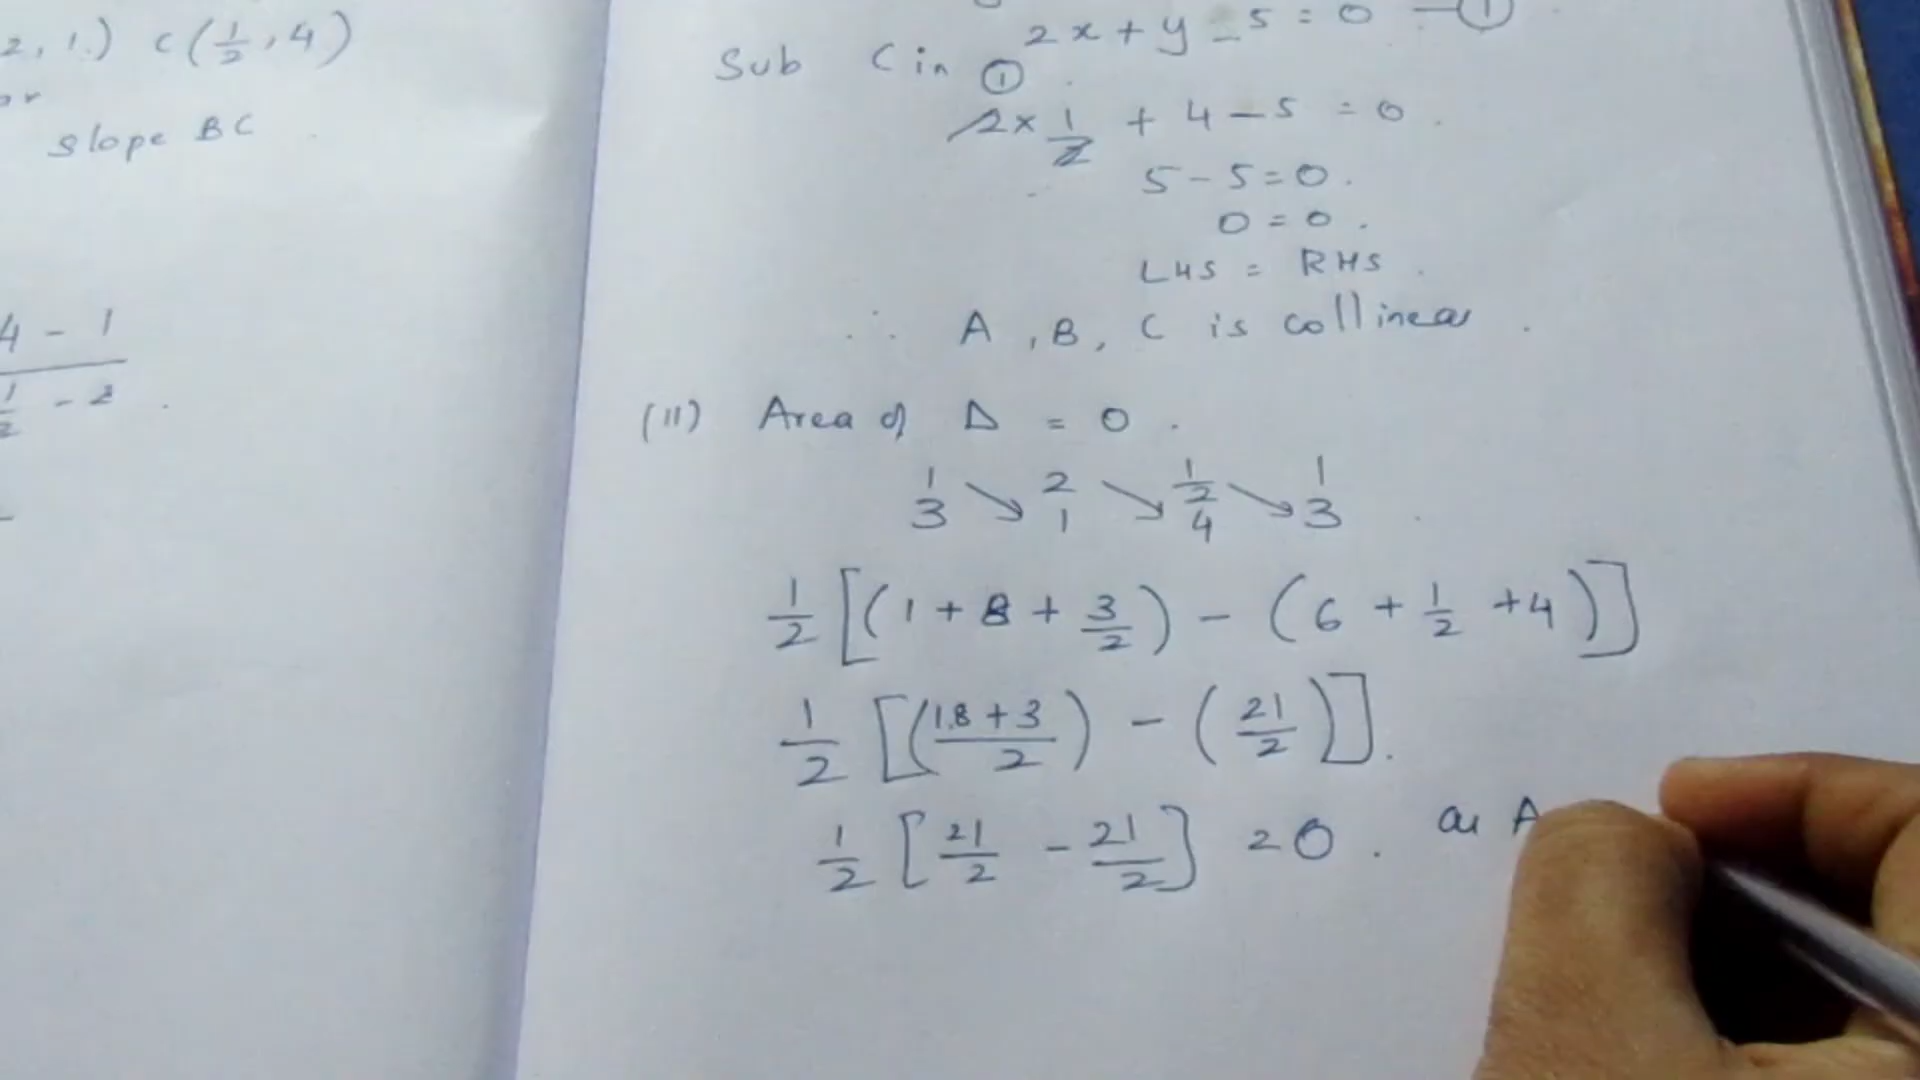 2, 1.) C(1/2, 4)
ar
slope BC
4 - 1
1/2 - 2
2x + y - 5 = 0 — ①
Sub C in ①.
2 × 1/2 + 4 - 5 = 0.
5 - 5 = 0.
0 = 0.
LHS = RHS.
∴ A, B, C is collinear.
(II) Area of Δ = 0.
1 2 1/2 1
3 ↘ 1 ↘ 4 ↘ 3
1/2 [(1 + 8 + 3/2) - (6 + 1/2 + 4)]
1/2 [(18 + 3/2) - (21/2)].
1/2 [21/2 - 21/2] = 0. as A